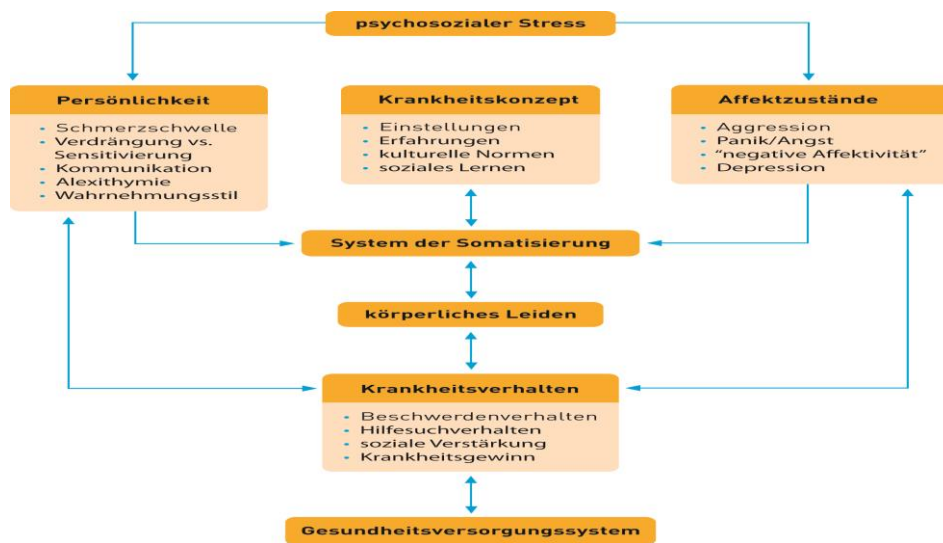 psychosozialer Stress
Persönlichkeit
• Schmerzschwelle
• Verdrängung vs.
Sensitivierung
• Kommunikation
• Alexithymie
• Wahrnehmungsstil
Krankheitskonzept
• Einstellungen
• Erfahrungen
• kulturelle Normen
• soziales Lernen
Affektzustände
• Aggression
• Panik/Angst
• “negative Affektivität”
• Depression
System der Somatisierung
körperliches Leiden
Krankheitsverhalten
• Beschwerdenverhalten
• Hilfesuchverhalten
• soziale Verstärkung
• Krankheitsgewinn
Gesundheitsversorgungssystem